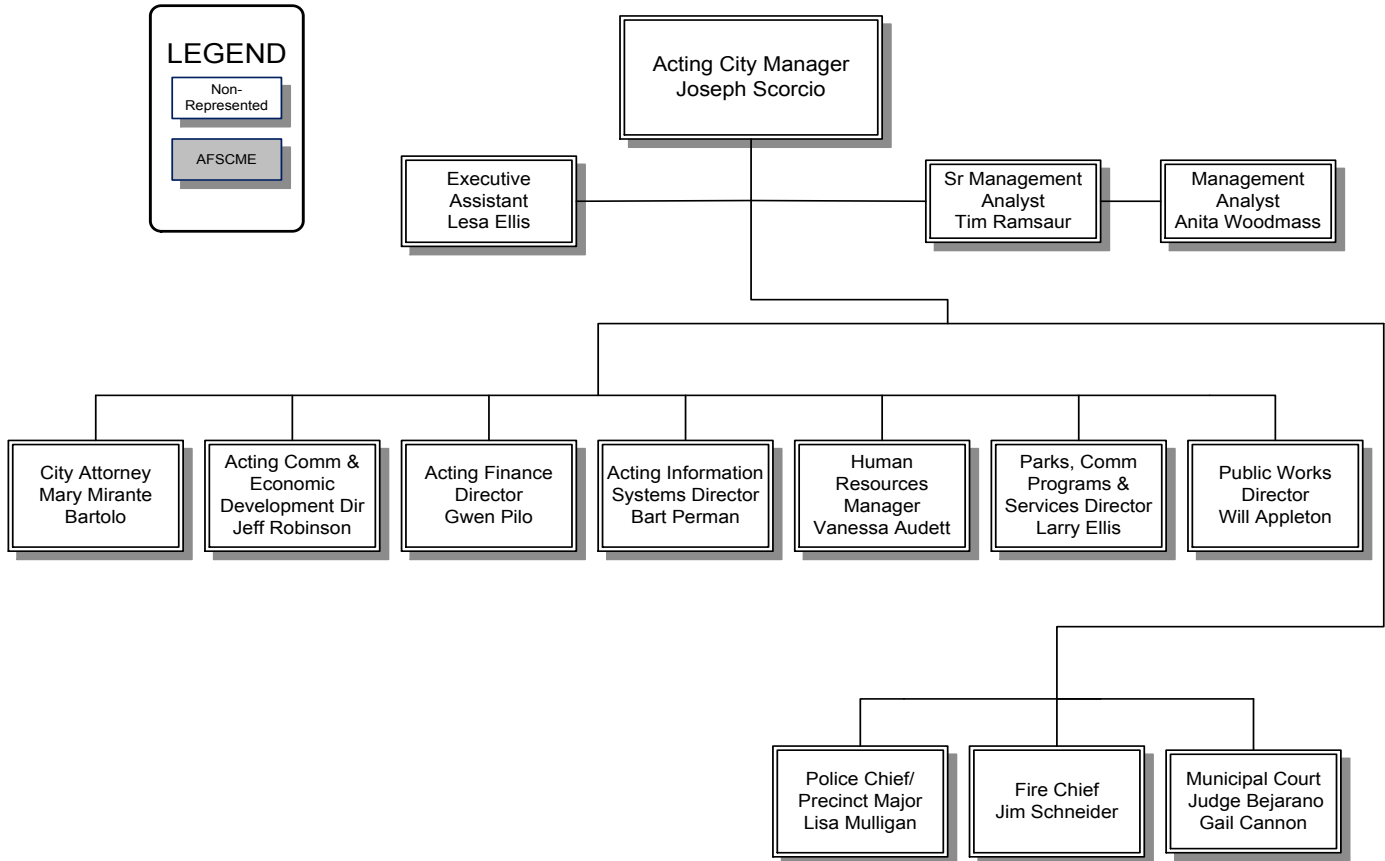 LEGEND
Non-
Represented
AFSCME
Acting City Manager
Joseph Scorcio
Executive
Assistant
Lesa Ellis
Sr Management
Analyst
Tim Ramsaur
Management
Analyst
Anita Woodmass
City Attorney
Mary Mirante
Bartolo
Acting Comm &
Economic
Development Dir
Jeff Robinson
Acting Finance
Director
Gwen Pilo
Acting Information
Systems Director
Bart Perman
Human
Resources
Manager
Vanessa Audett
Parks, Comm
Programs &
Services Director
Larry Ellis
Public Works
Director
Will Appleton
Police Chief/
Precinct Major
Lisa Mulligan
Fire Chief
Jim Schneider
Municipal Court
Judge Bejarano
Gail Cannon